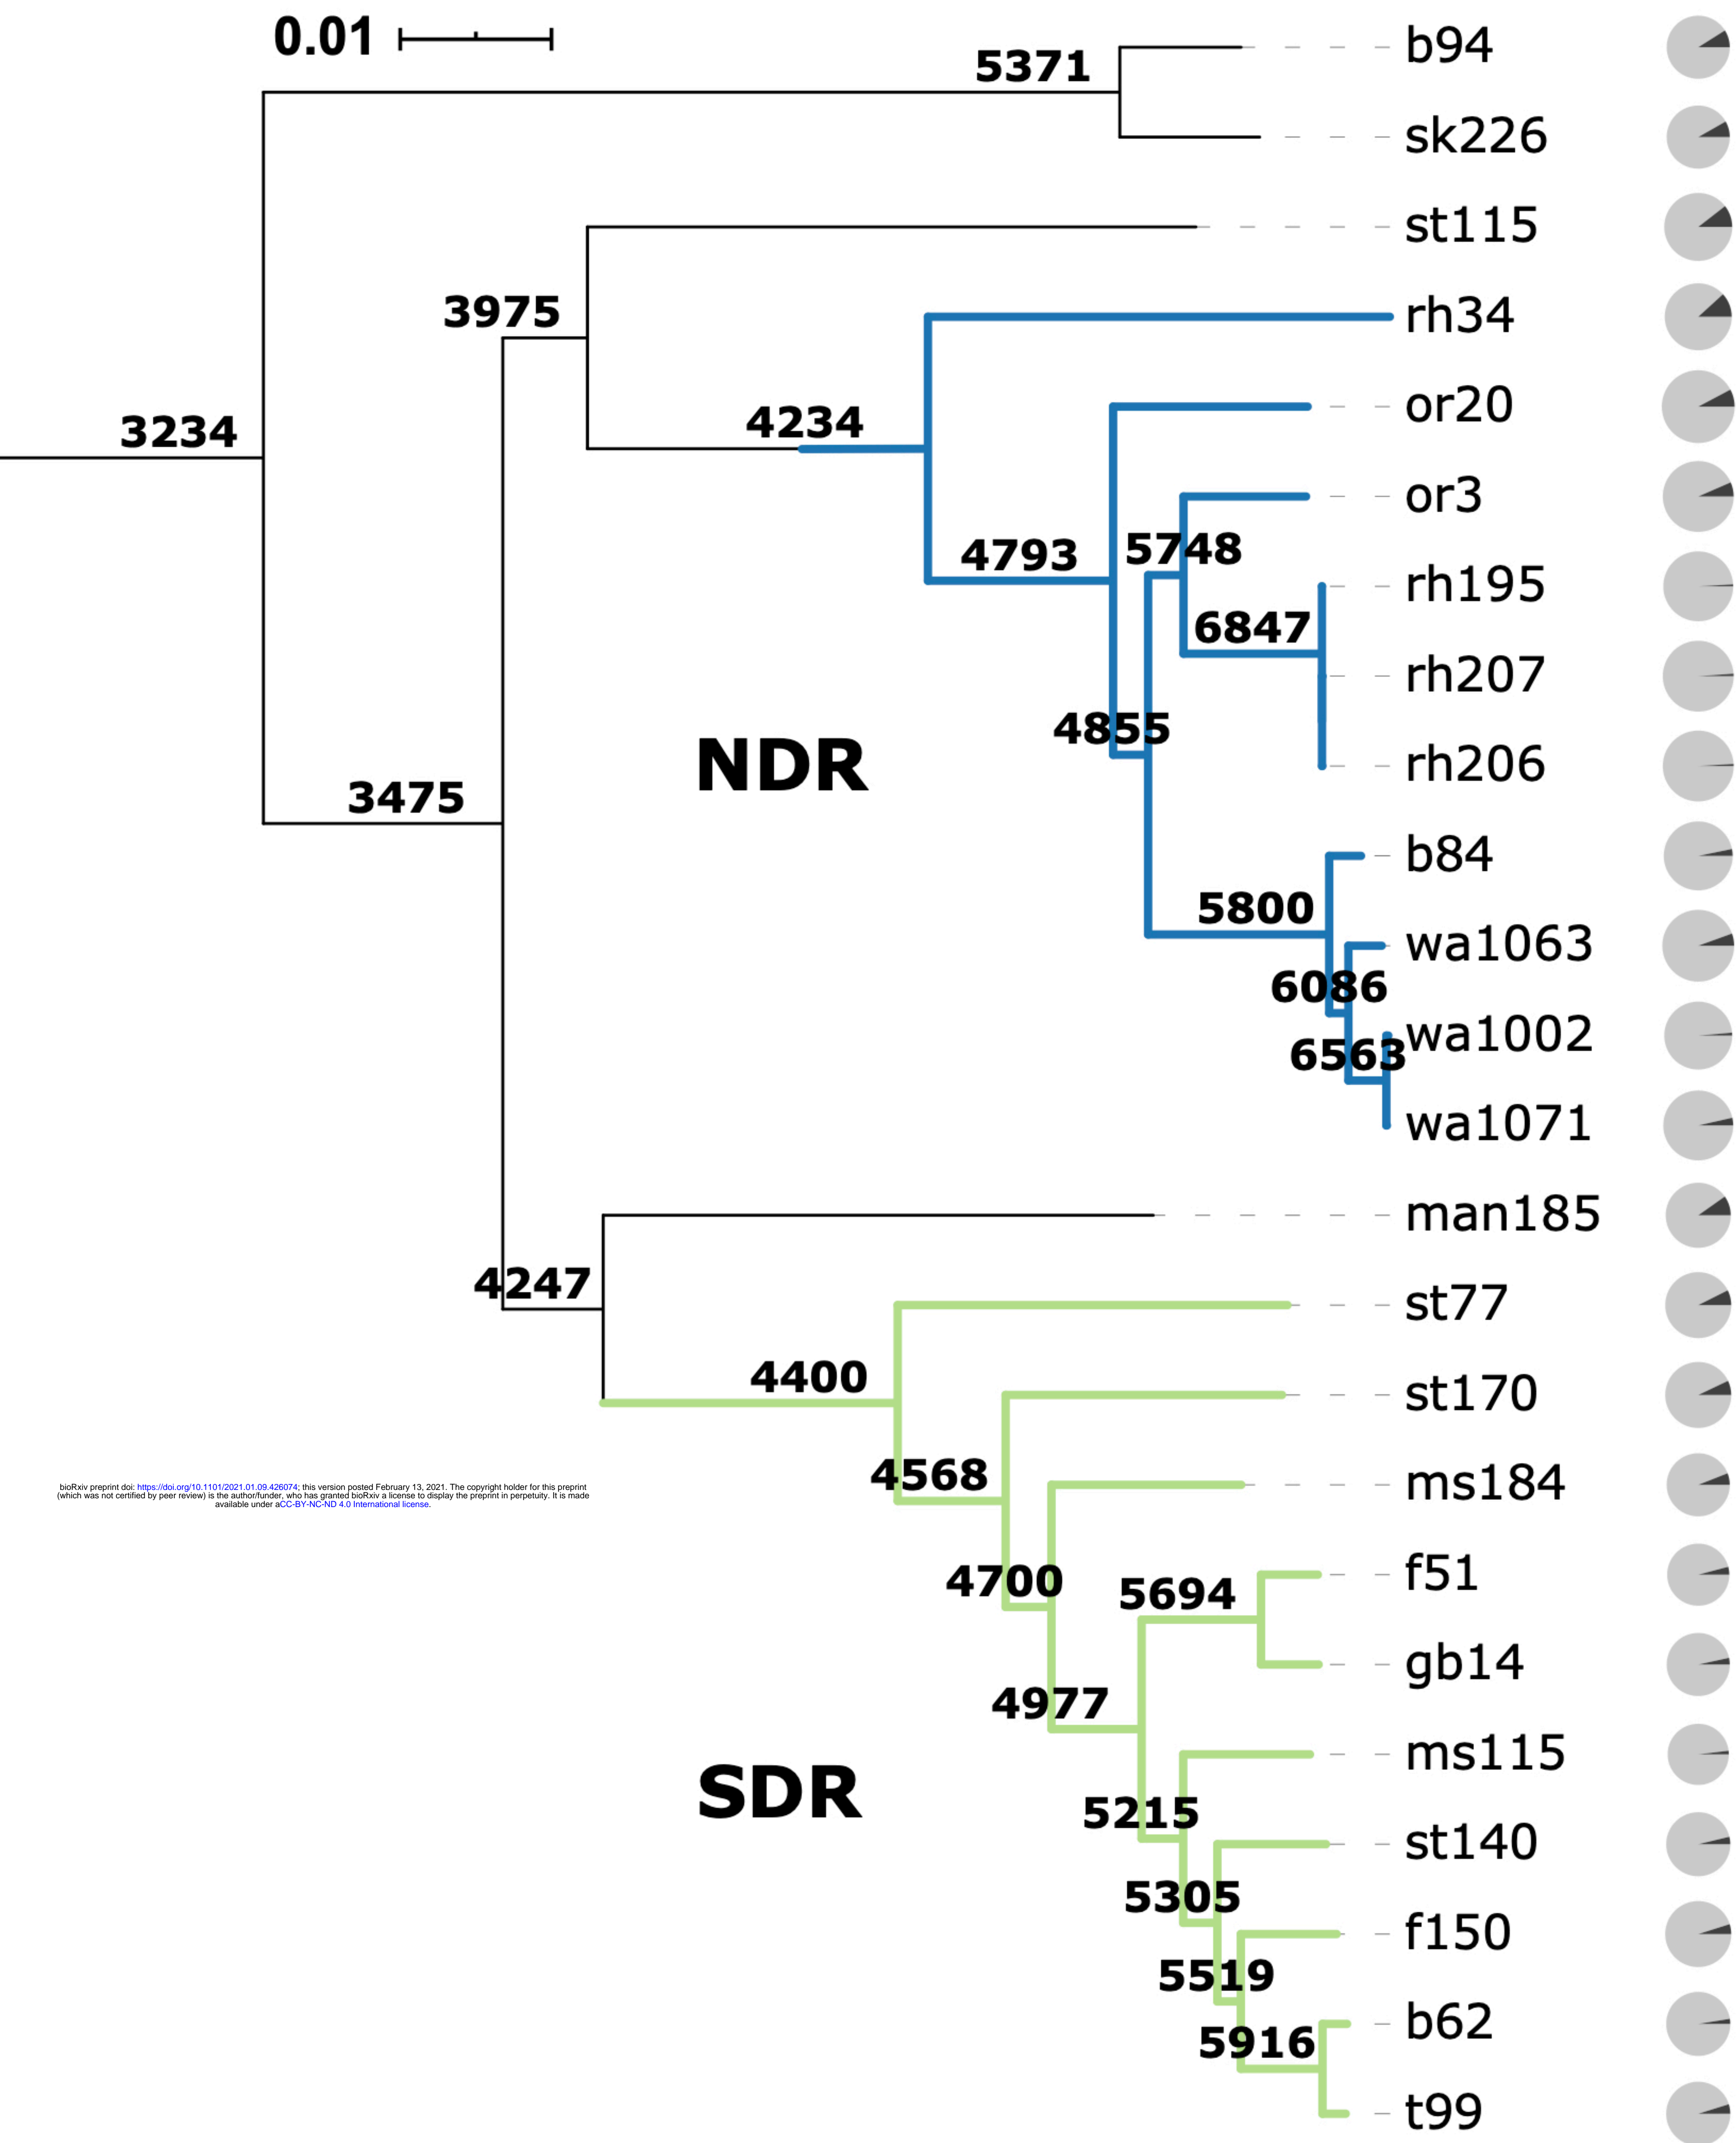 0.01
5371
b94
sk226
st115
3975
rh34
4234
or20
3234
or3
4793
5748
rh195
6847
rh207
4855
NDR
rh206
3475
b84
5800
wa1063
6086
wa1002
6563
wa1071
man185
4247
st77
4400
st170
4568
ms184
bioRxiv preprint doi: https://doi.org/10.1101/2021.01.09.426074; this version posted February 13, 2021. The copyright holder for this preprint
(which was not certified by peer review) is the author/funder, who has granted bioRxiv a license to display the preprint in perpetuity. It is made
available under aCC-BY-NC-ND 4.0 International license.
f51
4700
5694
gb14
4977
ms115
SDR
5215
st140
5305
f150
5519
b62
5916
t99